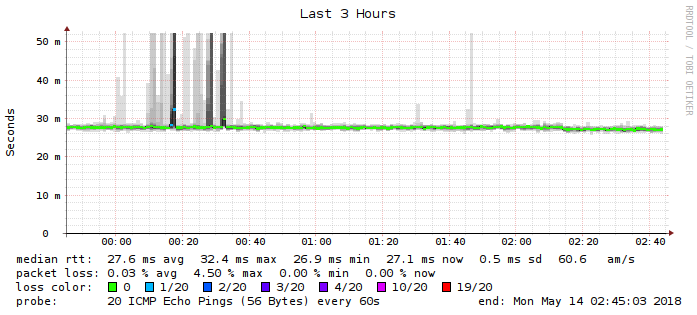 Last 3 Hours
RRDTOOL / TOBI OETIKER
Seconds
50 m
40 m
30 m
20 m
10 m
0
00:00 00:20 00:40 01:00 01:20 01:40 02:00 02:20 02:40
median rtt: 27.6 ms avg 32.4 ms max 26.9 ms min 27.1 ms now 0.5 ms sd 60.6 am/s
packet loss: 0.03 % avg 4.50 % max 0.00 % min 0.00 % now
loss color: 0 1/20 2/20 3/20 4/20 10/20 19/20
probe: 20 ICMP Echo Pings (56 Bytes) every 60s end: Mon May 14 02:45:03 2018